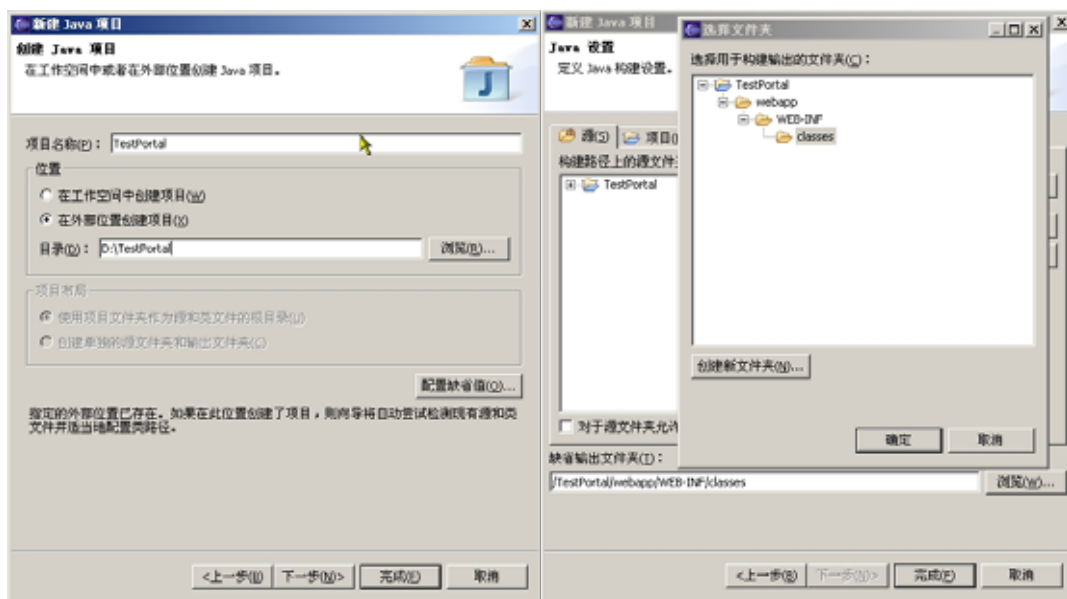 新建 Java 项目
创建 Java 项目
在工作空间中或者在外部位置创建 Java 项目。
项目名称(P)： TestPortal
位置
在工作空间中创建项目(W)
在外部位置创建项目(X)
目录(D)： D:\TestPortal 浏览(R)...
项目布局
使用项目文件夹作为源和类文件的根目录(U)
创建单独的源文件夹和输出文件夹(C)
配置缺省值(O)...
指定的外部位置已存在。如果在此位置创建了项目，则向导将自动尝试检测现有源和类
文件并适当地配置类路径。
<上一步(B) 下一步(N)> 完成(F) 取消
新建 Java 项目
Java 设置
定义 Java 构建设置。
源(S) 项目(
构建路径上的源文件
TestPortal
对于源文件夹允许
缺省输出文件夹(T)：
/TestPortal/webapp/WEB-INF/classes 浏览(W)...
<上一步(B) 下一步(N)> 完成(F) 取消
选择文件夹
选择用于构建输出的文件夹(C)：
TestPortal
webapp
WEB-INF
classes
创建新文件夹(N)...
确定 取消